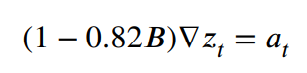 (1 − 0.82B)∇z_t = a_t